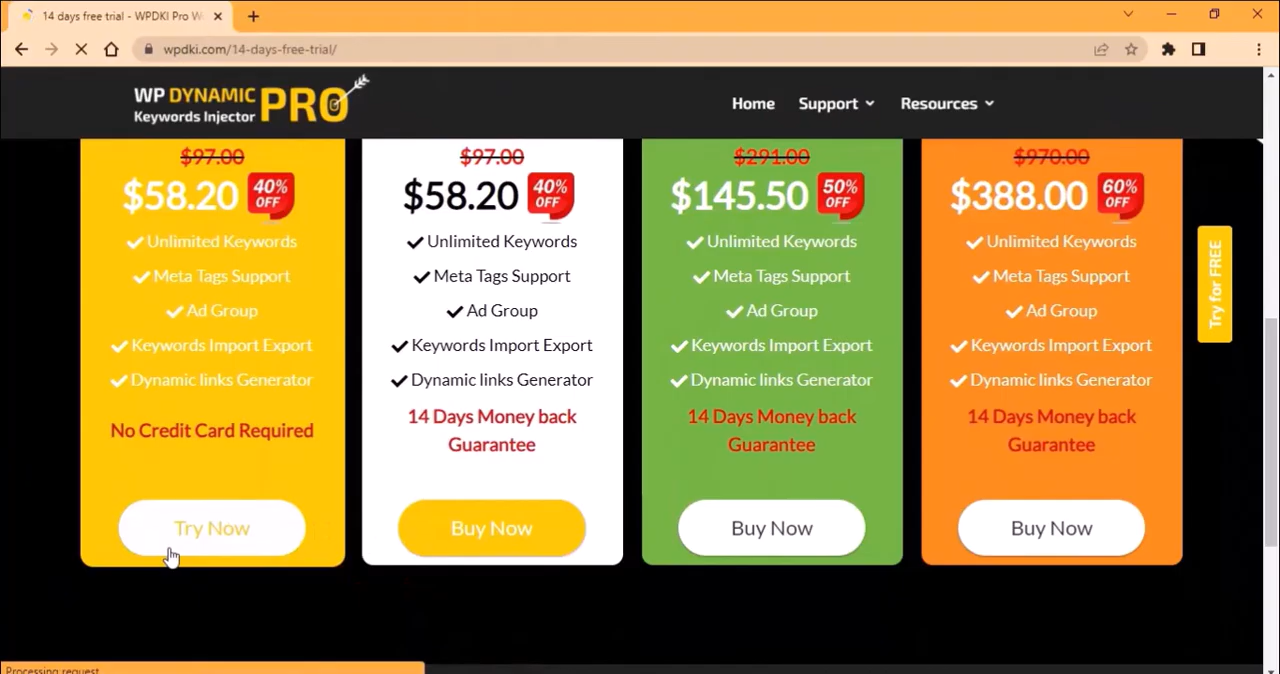 14 days free trial - WPDKI Pro W
wpdki.com/14-days-free-trial/
WP DYNAMIC
Keywords Injector
PRO
Home
Support
Resources
$97.00
$58.20
40%
OFF
Unlimited Keywords
Meta Tags Support
Ad Group
Keywords Import Export
Dynamic links Generator
No Credit Card Required
Try Now
$97.00
$58.20
40%
OFF
Unlimited Keywords
Meta Tags Support
Ad Group
Keywords Import Export
Dynamic links Generator
14 Days Money back
Guarantee
Buy Now
$291.00
$145.50
50%
OFF
Unlimited Keywords
Meta Tags Support
Ad Group
Keywords Import Export
Dynamic links Generator
14 Days Money back
Guarantee
Buy Now
$970.00
$388.00
60%
OFF
Unlimited Keywords
Meta Tags Support
Ad Group
Keywords Import Export
Dynamic links Generator
14 Days Money back
Guarantee
Buy Now
Try for FREE
Processing request